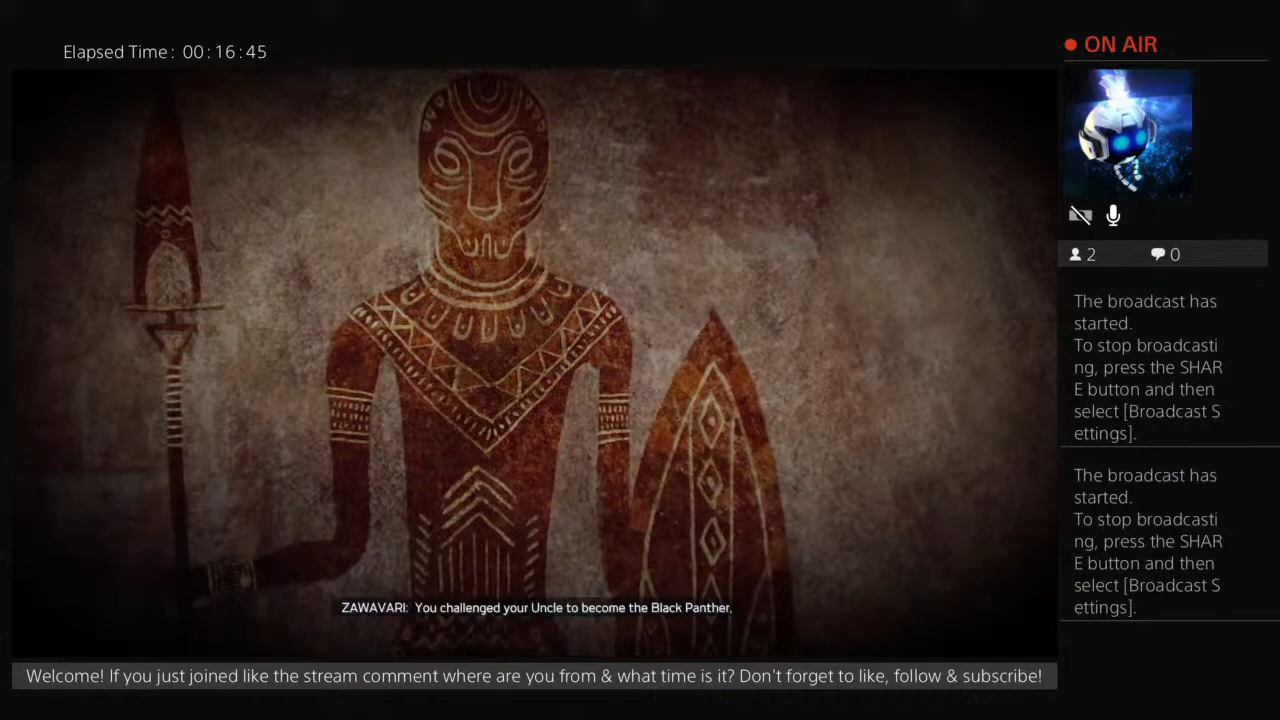 Elapsed Time: 00:16:45
ON AIR
2
0
The broadcast has
started.
To stop broadcasti
ng, press the SHAR
E button and then
select [Broadcast S
ettings].
The broadcast has
started.
To stop broadcasti
ng, press the SHAR
E button and then
select [Broadcast S
ettings].
ZAWAVARI: You challenged your Uncle to become the Black Panther,
Welcome! If you just joined like the stream comment where are you from & what time is it? Don't forget to like, follow & subscribe!